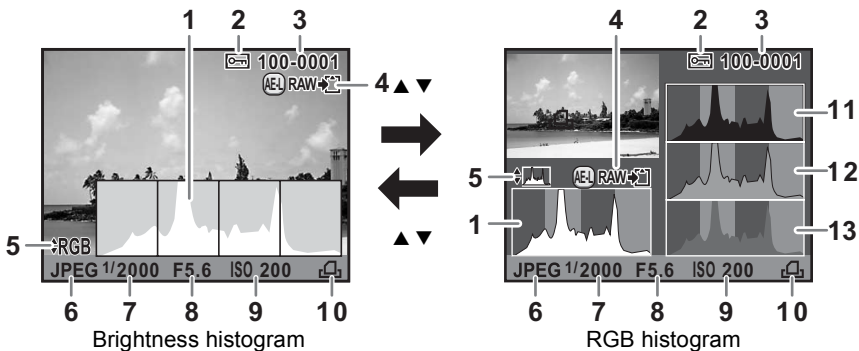 1 2 3
100-0001
AE-L RAW
4 ▲ ▼
▲ ▼
5 RGB
JPEG 1/2000 F5.6 ISO 200
6 7 8 9 10
Brightness histogram
4 2 3
100-0001
11
12
13
5 AE-L RAW
1
JPEG 1/2000 F5.6 ISO 200
6 7 8 9 10
RGB histogram